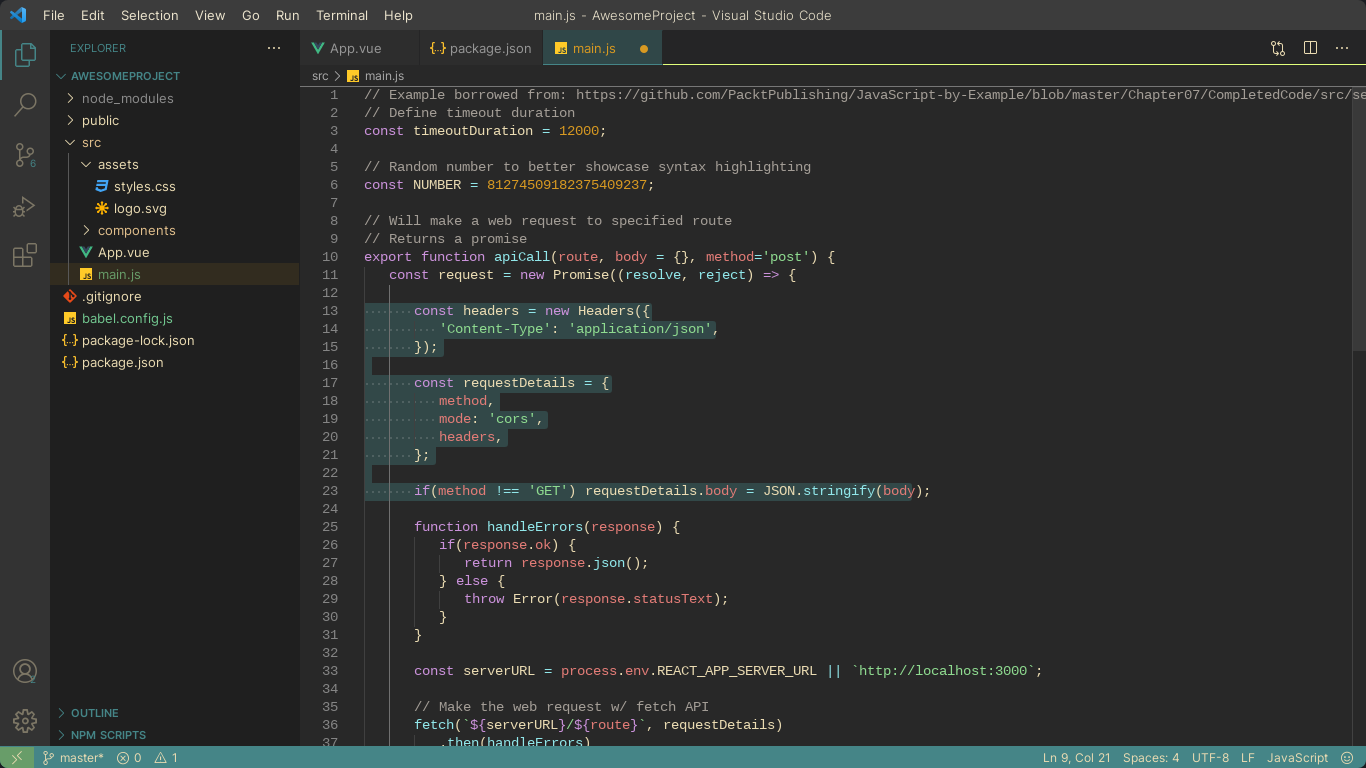 File Edit Selection View Go Run Terminal Help
main.js - AwesomeProject - Visual Studio Code
EXPLORER
AWESOMEPROJECT
node_modules
public
src
assets
styles.css
logo.svg
components
App.vue
main.js
.gitignore
babel.config.js
package-lock.json
package.json
OUTLINE
NPM SCRIPTS
6
2
App.vue {..} package.json JS main.js
src > JS main.js
1 // Example borrowed from: https://github.com/PacktPublishing/JavaScript-by-Example/blob/master/Chapter07/CompletedCode/src/se
2 // Define timeout duration
3 const timeoutDuration = 12000;
4
5 // Random number to better showcase syntax highlighting
6 const NUMBER = 81274509182375409237;
7
8 // Will make a web request to specified route
9 // Returns a promise
10 export function apiCall(route, body = {}, method='post') {
11 const request = new Promise((resolve, reject) => {
12
13 const headers = new Headers({
14 'Content-Type': 'application/json',
15 });
16
17 const requestDetails = {
18 method,
19 mode: 'cors',
20 headers,
21 };
22
23 if(method !== 'GET') requestDetails.body = JSON.stringify(body);
24
25 function handleErrors(response) {
26 if(response.ok) {
27 return response.json();
28 } else {
29 throw Error(response.statusText);
30 }
31 }
32
33 const serverURL = process.env.REACT_APP_SERVER_URL || `http://localhost:3000`;
34
35 // Make the web request w/ fetch API
36 fetch(`${serverURL}/${route}`, requestDetails)
37 .then(handleErrors)
master* 0 1
Ln 9, Col 21 Spaces: 4 UTF-8 LF JavaScript